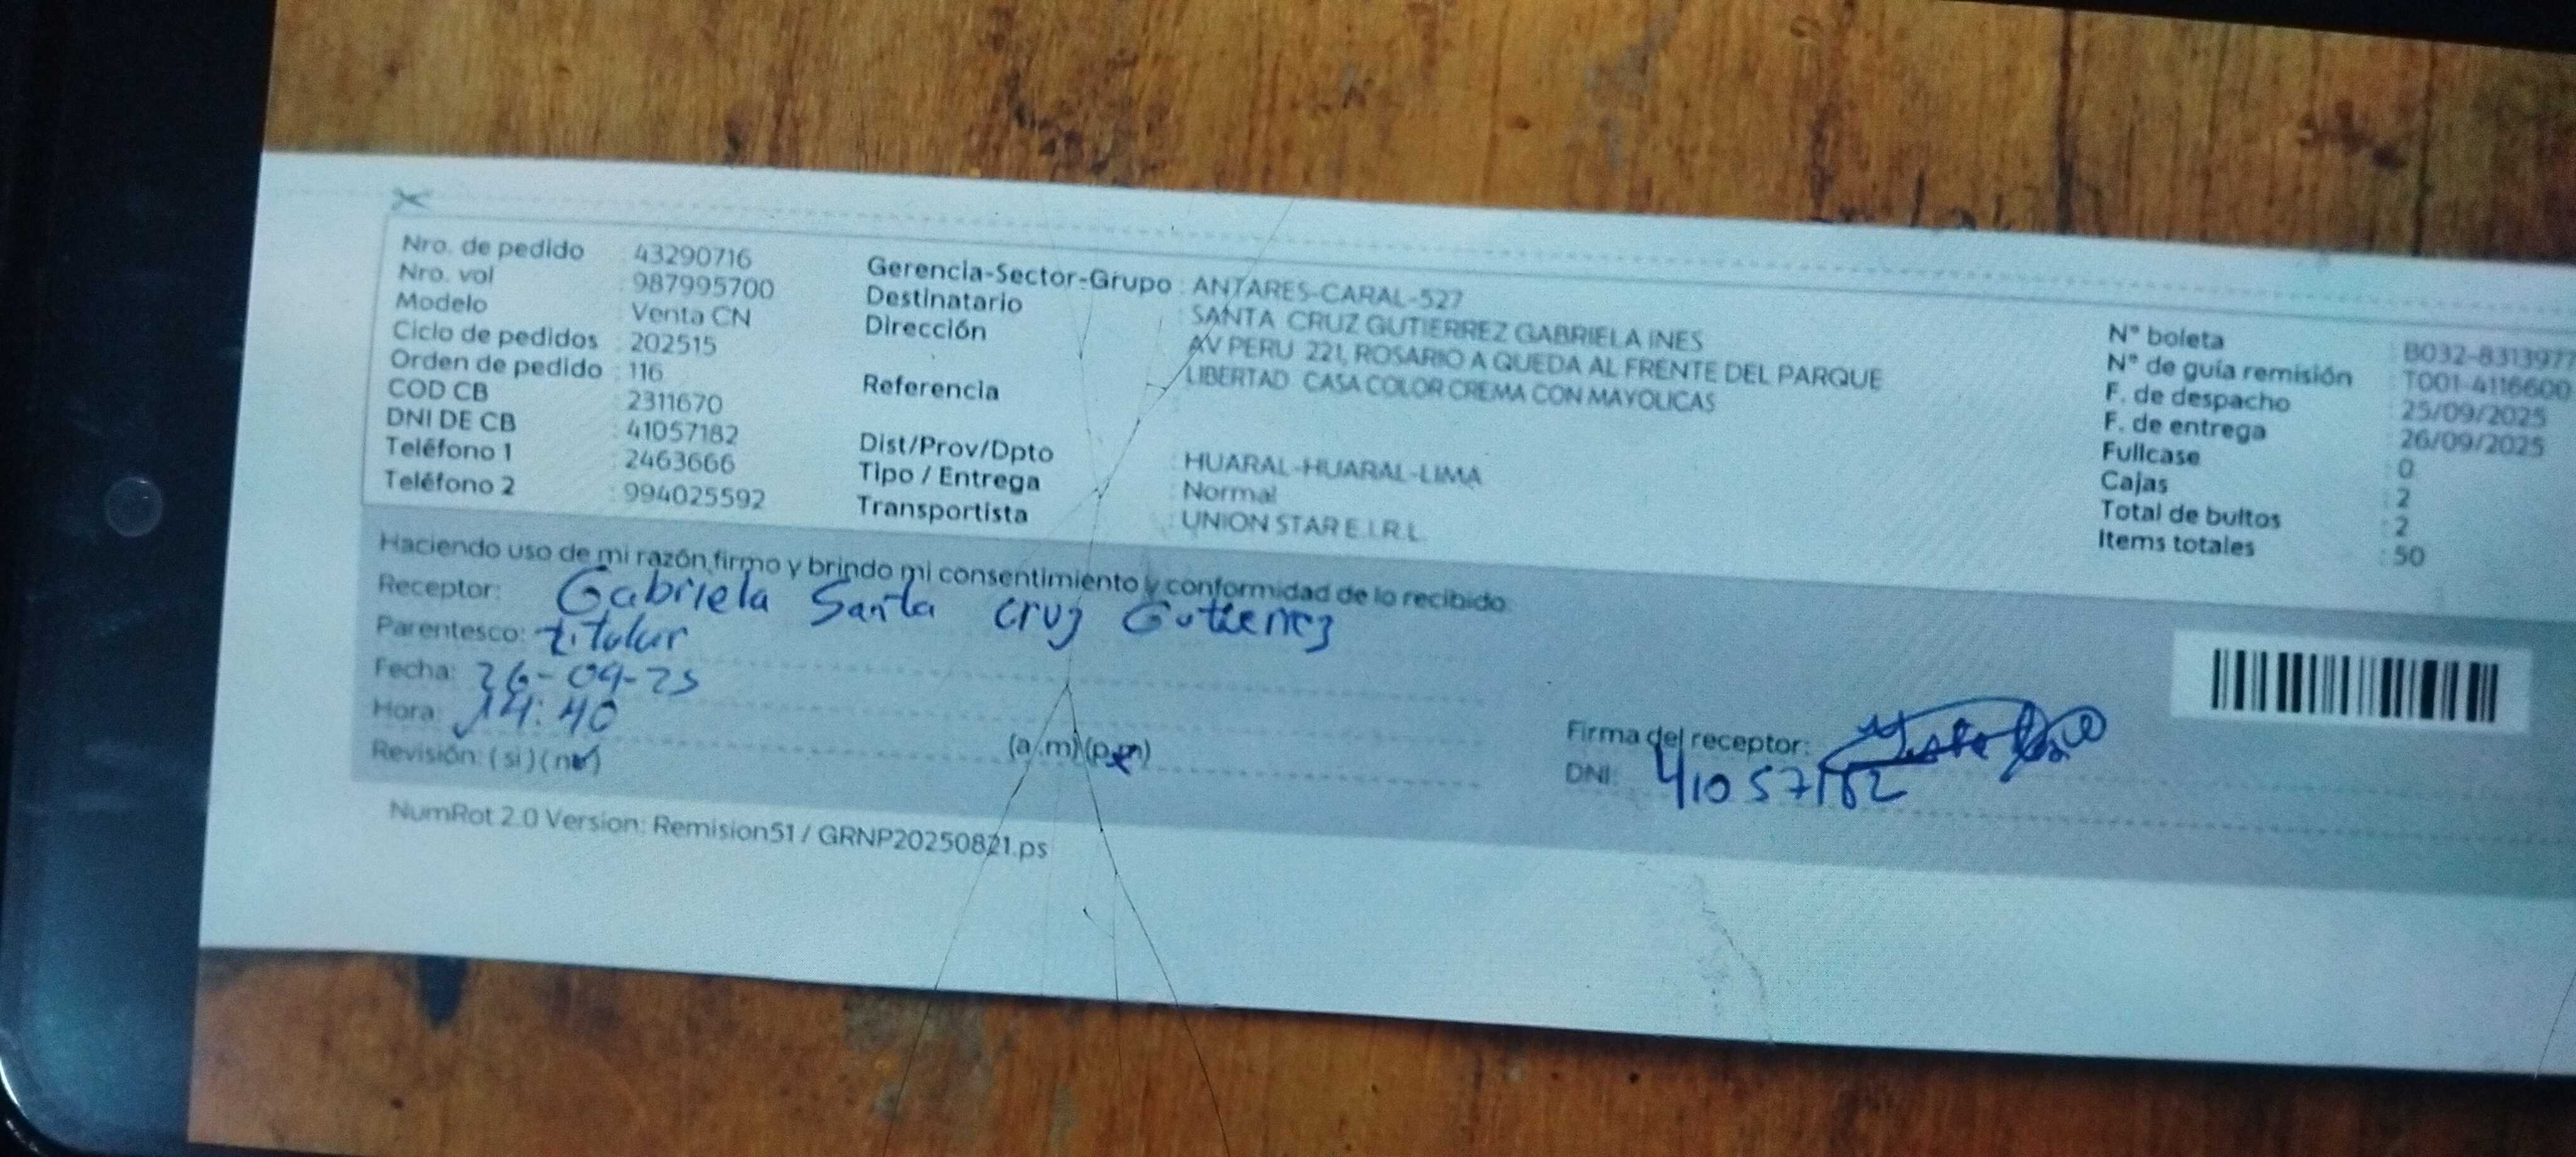 Nro. de pedido : 43290716
Nro. vol : 987995700
Modelo : Venta CN
Ciclo de pedidos : 202515
Orden de pedido : 116
COD CB : 2311670
DNI DE CB : 41057182
Teléfono 1 : 2463666
Teléfono 2 : 994025592
Gerencia-Sector-Grupo : ANTARES-CARAL-527
Destinatario : SANTA CRUZ GUTIERREZ GABRIELA INES
Dirección : AV PERU 221, ROSARIO A QUEDA AL FRENTE DEL PARQUE
LIBERTAD CASA COLOR CREMA CON MAYOLICAS
Referencia :
Dist/Prov/Dpto : HUARAL-HUARAL-LIMA
Tipo / Entrega : Normal
Transportista : UNION STAR E.I.R.L.
N° boleta : B032-8313977
N° de guía remisión : T001-4116600
F. de despacho : 25/09/2025
F. de entrega : 26/09/2025
Fullcase : 0
Cajas : 2
Total de bultos : 2
Items totales : 50
Haciendo uso de mi razón, firmo y brindo mi consentimiento y conformidad de lo recibido.
Receptor: Gabriela Santa Cruz Gutierrez
Parentesco: titular
Fecha: 26-09-25
Hora: 14:40 (a.m) (p.m)
Revisión: ( si ) ( no )
Firma del receptor:
DNI: 41057182
NumRot 2.0 Version: Remision51 / GRNP20250821.ps